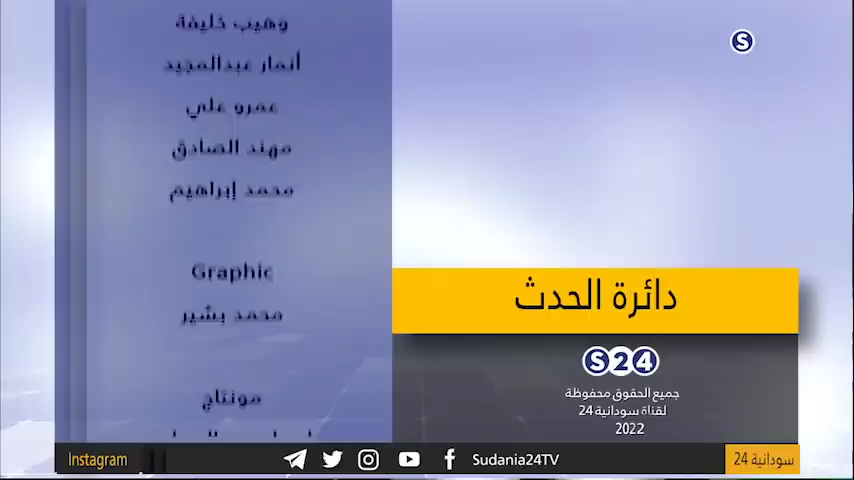 وهيب خليفة
أنمار عبدالمجيد
عمرو علي
مهند الصادق
محمد إبراهيم
Graphic
محمد بشير
مونتاج
S
دائرة الحدث
S24
جميع الحقوق محفوظة
لقناة سودانية 24
2022
Instagram
Sudania24TV
سودانية 24